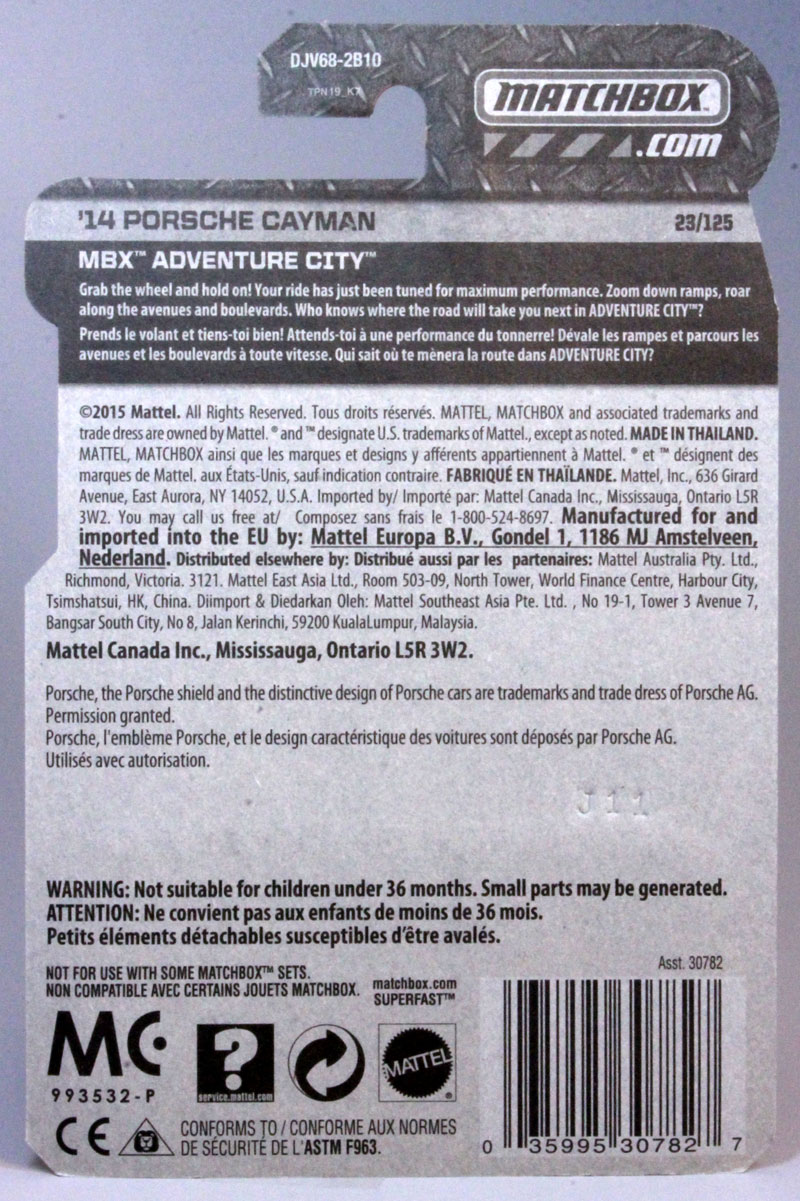 DJV68-2B10
TPN19_K7
MATCHBOX
.com
'14 PORSCHE CAYMAN
23/125
MBX™ ADVENTURE CITY™
Grab the wheel and hold on! Your ride has just been tuned for maximum performance. Zoom down ramps, roar
along the avenues and boulevards. Who knows where the road will take you next in ADVENTURE CITY™?
Prends le volant et tiens-toi bien! Attends-toi à une performance du tonnerre! Dévale les rampes et parcours les
avenues et les boulevards à toute vitesse. Qui sait où te mènera la route dans ADVENTURE CITY?
©2015 Mattel. All Rights Reserved. Tous droits réservés. MATTEL, MATCHBOX and associated trademarks and
trade dress are owned by Mattel. ® and ™ designate U.S. trademarks of Mattel., except as noted. MADE IN THAILAND.
MATTEL, MATCHBOX ainsi que les marques et designs y afférents appartiennent à Mattel. ® et ™ désignent des
marques de Mattel. aux États-Unis, sauf indication contraire. FABRIQUÉ EN THAÏLANDE. Mattel, Inc., 636 Girard
Avenue, East Aurora, NY 14052, U.S.A. Imported by/ Importé par: Mattel Canada Inc., Mississauga, Ontario L5R
3W2. You may call us free at/ Composez sans frais le 1-800-524-8697. Manufactured for and
imported into the EU by: Mattel Europa B.V., Gondel 1, 1186 MJ Amstelveen,
Nederland. Distributed elsewhere by: Distribué aussi par les partenaires: Mattel Australia Pty. Ltd.,
Richmond, Victoria. 3121. Mattel East Asia Ltd., Room 503-09, North Tower, World Finance Centre, Harbour City,
Tsimshatsui, HK, China. Diimport & Diedarkan Oleh: Mattel Southeast Asia Pte. Ltd. , No 19-1, Tower 3 Avenue 7,
Bangsar South City, No 8, Jalan Kerinchi, 59200 KualaLumpur, Malaysia.
Mattel Canada Inc., Mississauga, Ontario L5R 3W2.
Porsche, the Porsche shield and the distinctive design of Porsche cars are trademarks and trade dress of Porsche AG.
Permission granted.
Porsche, l'emblème Porsche, et le design caractéristique des voitures sont déposés par Porsche AG.
Utilisés avec autorisation.
J11
WARNING: Not suitable for children under 36 months. Small parts may be generated.
ATTENTION: Ne convient pas aux enfants de moins de 36 mois.
Petits éléments détachables susceptibles d'être avalés.
Asst. 30782
NOT FOR USE WITH SOME MATCHBOX™ SETS.
NON COMPATIBLE AVEC CERTAINS JOUETS MATCHBOX.
matchbox.com
SUPERFAST™
MC
993532-P
?
service.mattel.com
MATTEL
®
CE
CONFORMS TO / CONFORME AUX NORMES
DE SÉCURITÉ DE L'ASTM F963.
0 35995 30782 7